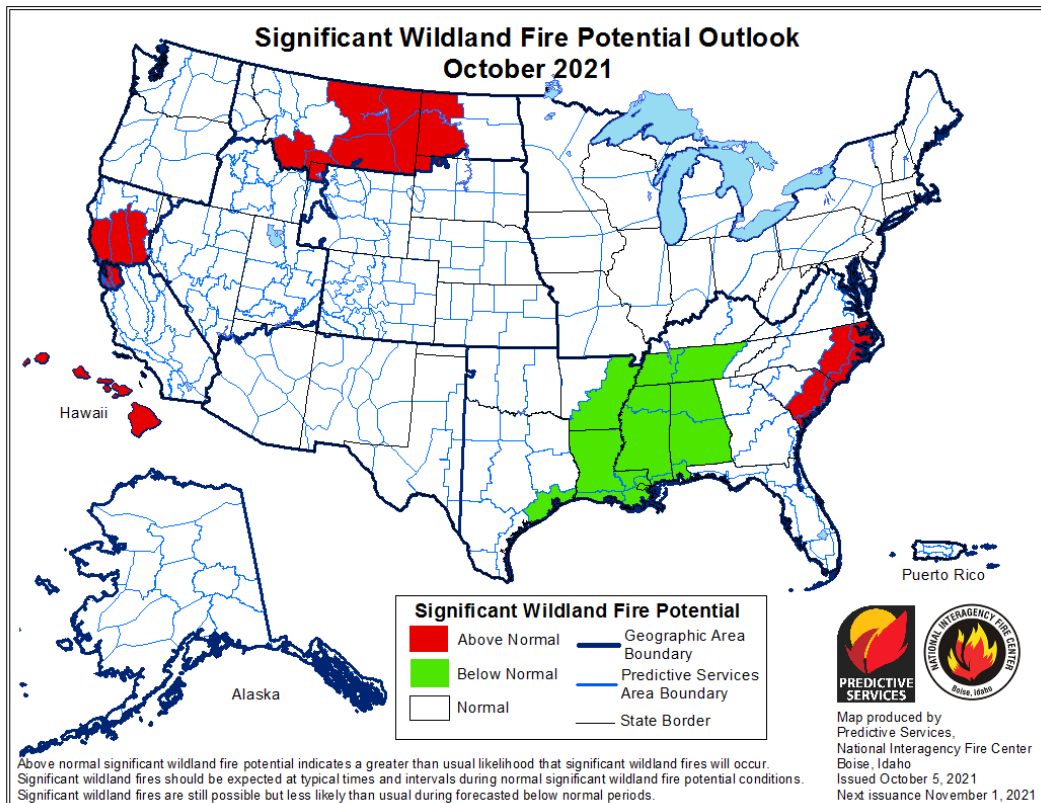 Significant Wildland Fire Potential Outlook
October 2021
Hawaii
Alaska
Puerto Rico
Significant Wildland Fire Potential
Above Normal
Below Normal
Normal
Geographic Area
Boundary
Predictive Services
Area Boundary
State Border
PREDICTIVE
SERVICES
NATIONAL INTERAGENCY FIRE CENTER
Boise, Idaho
Map produced by
Predictive Services,
National Interagency Fire Center
Boise, Idaho
Issued October 5, 2021
Next issuance November 1, 2021
Above normal significant wildland fire potential indicates a greater than usual likelihood that significant wildland fires will occur.
Significant wildland fires should be expected at typical times and intervals during normal significant wildland fire potential conditions.
Significant wildland fires are still possible but less likely than usual during forecasted below normal periods.